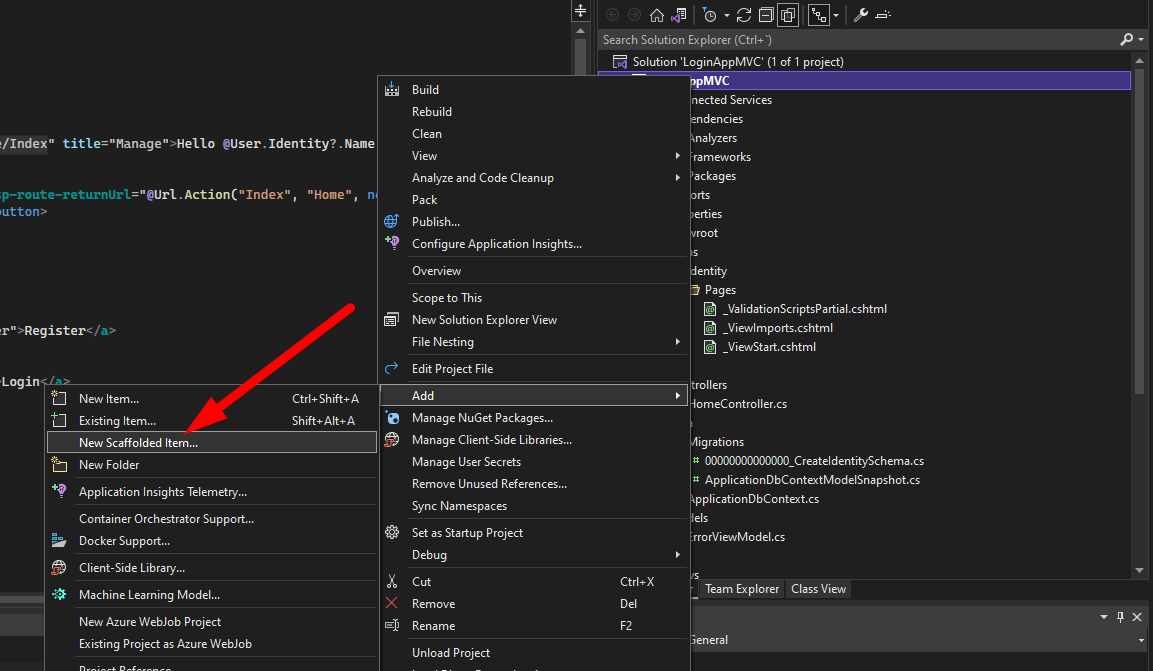 Search Solution Explorer (Ctrl+`)
Solution 'LoginAppMVC' (1 of 1 project)
ppMVC
nected Services
endencies
Analyzers
Frameworks
Packages
orts
perties
vroot
as
dentity
Pages
_ValidationScriptsPartial.cshtml
_ViewImports.cshtml
_ViewStart.cshtml
trollers
HomeController.cs
Migrations
00000000000000_CreateIdentitySchema.cs
ApplicationDbContextModelSnapshot.cs
ApplicationDbContext.cs
dels
ErrorViewModel.cs
vs
Team Explorer
Class View
General
e/Index" title="Manage">Hello @User.Identity?.Name
sp-route-returnUrl="@Url.Action("Index", "Home", ne
button>
er">Register</a>
>Login</a>
Build
Rebuild
Clean
View
Analyze and Code Cleanup
Pack
Publish...
Configure Application Insights...
Overview
Scope to This
New Solution Explorer View
File Nesting
Edit Project File
Add
Manage NuGet Packages...
Manage Client-Side Libraries...
Manage User Secrets
Remove Unused References...
Sync Namespaces
Set as Startup Project
Debug
Cut Ctrl+X
Remove Del
Rename F2
Unload Project
New Item... Ctrl+Shift+A
Existing Item... Shift+Alt+A
New Scaffolded Item...
New Folder
Application Insights Telemetry...
Container Orchestrator Support...
Docker Support...
Client-Side Library...
Machine Learning Model...
New Azure WebJob Project
Existing Project as Azure WebJob
Project Reference